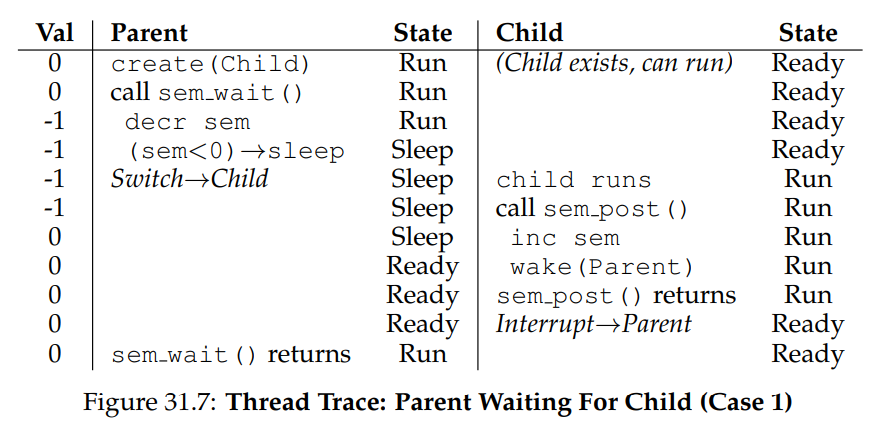 Val Parent State Child State
0 create(Child) Run (Child exists, can run) Ready
0 call sem_wait() Run Ready
-1 decr sem Run Ready
-1 (sem<0)→sleep Sleep Ready
-1 Switch→Child Sleep child runs Run
-1 Sleep call sem_post() Run
0 Sleep inc sem Run
0 Ready wake(Parent) Run
0 Ready sem_post() returns Run
0 Ready Interrupt→Parent Ready
0 sem_wait() returns Run Ready
Figure 31.7: Thread Trace: Parent Waiting For Child (Case 1)